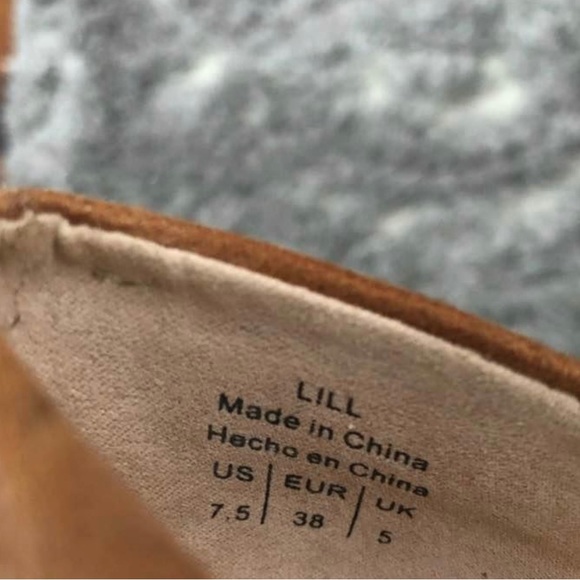 LILL
Made in China
Hecho en China
US | EUR | UK
7.5 | 38 | 5